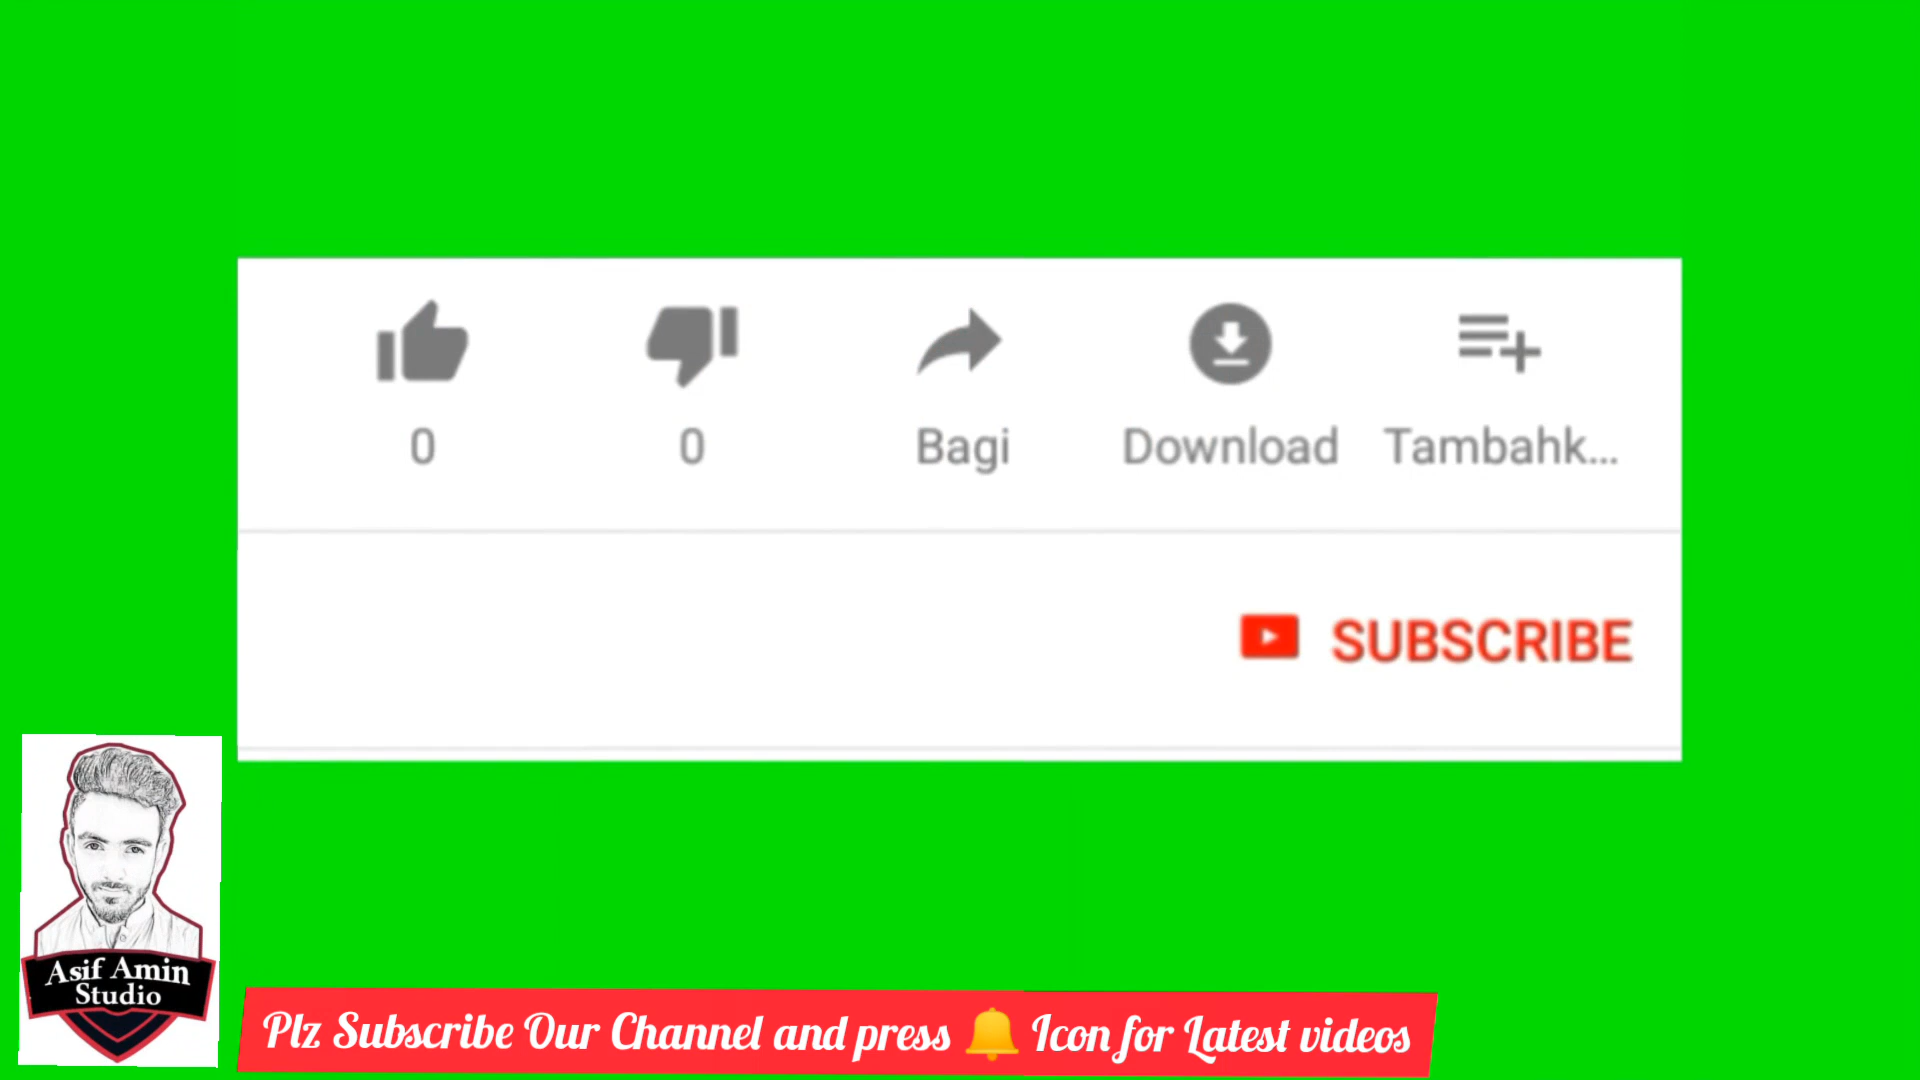 0 0 Bagi Download Tambahk...
SUBSCRIBE
Asif Amin
Studio
Plz Subscribe Our Channel and press 🔔 Icon for Latest videos